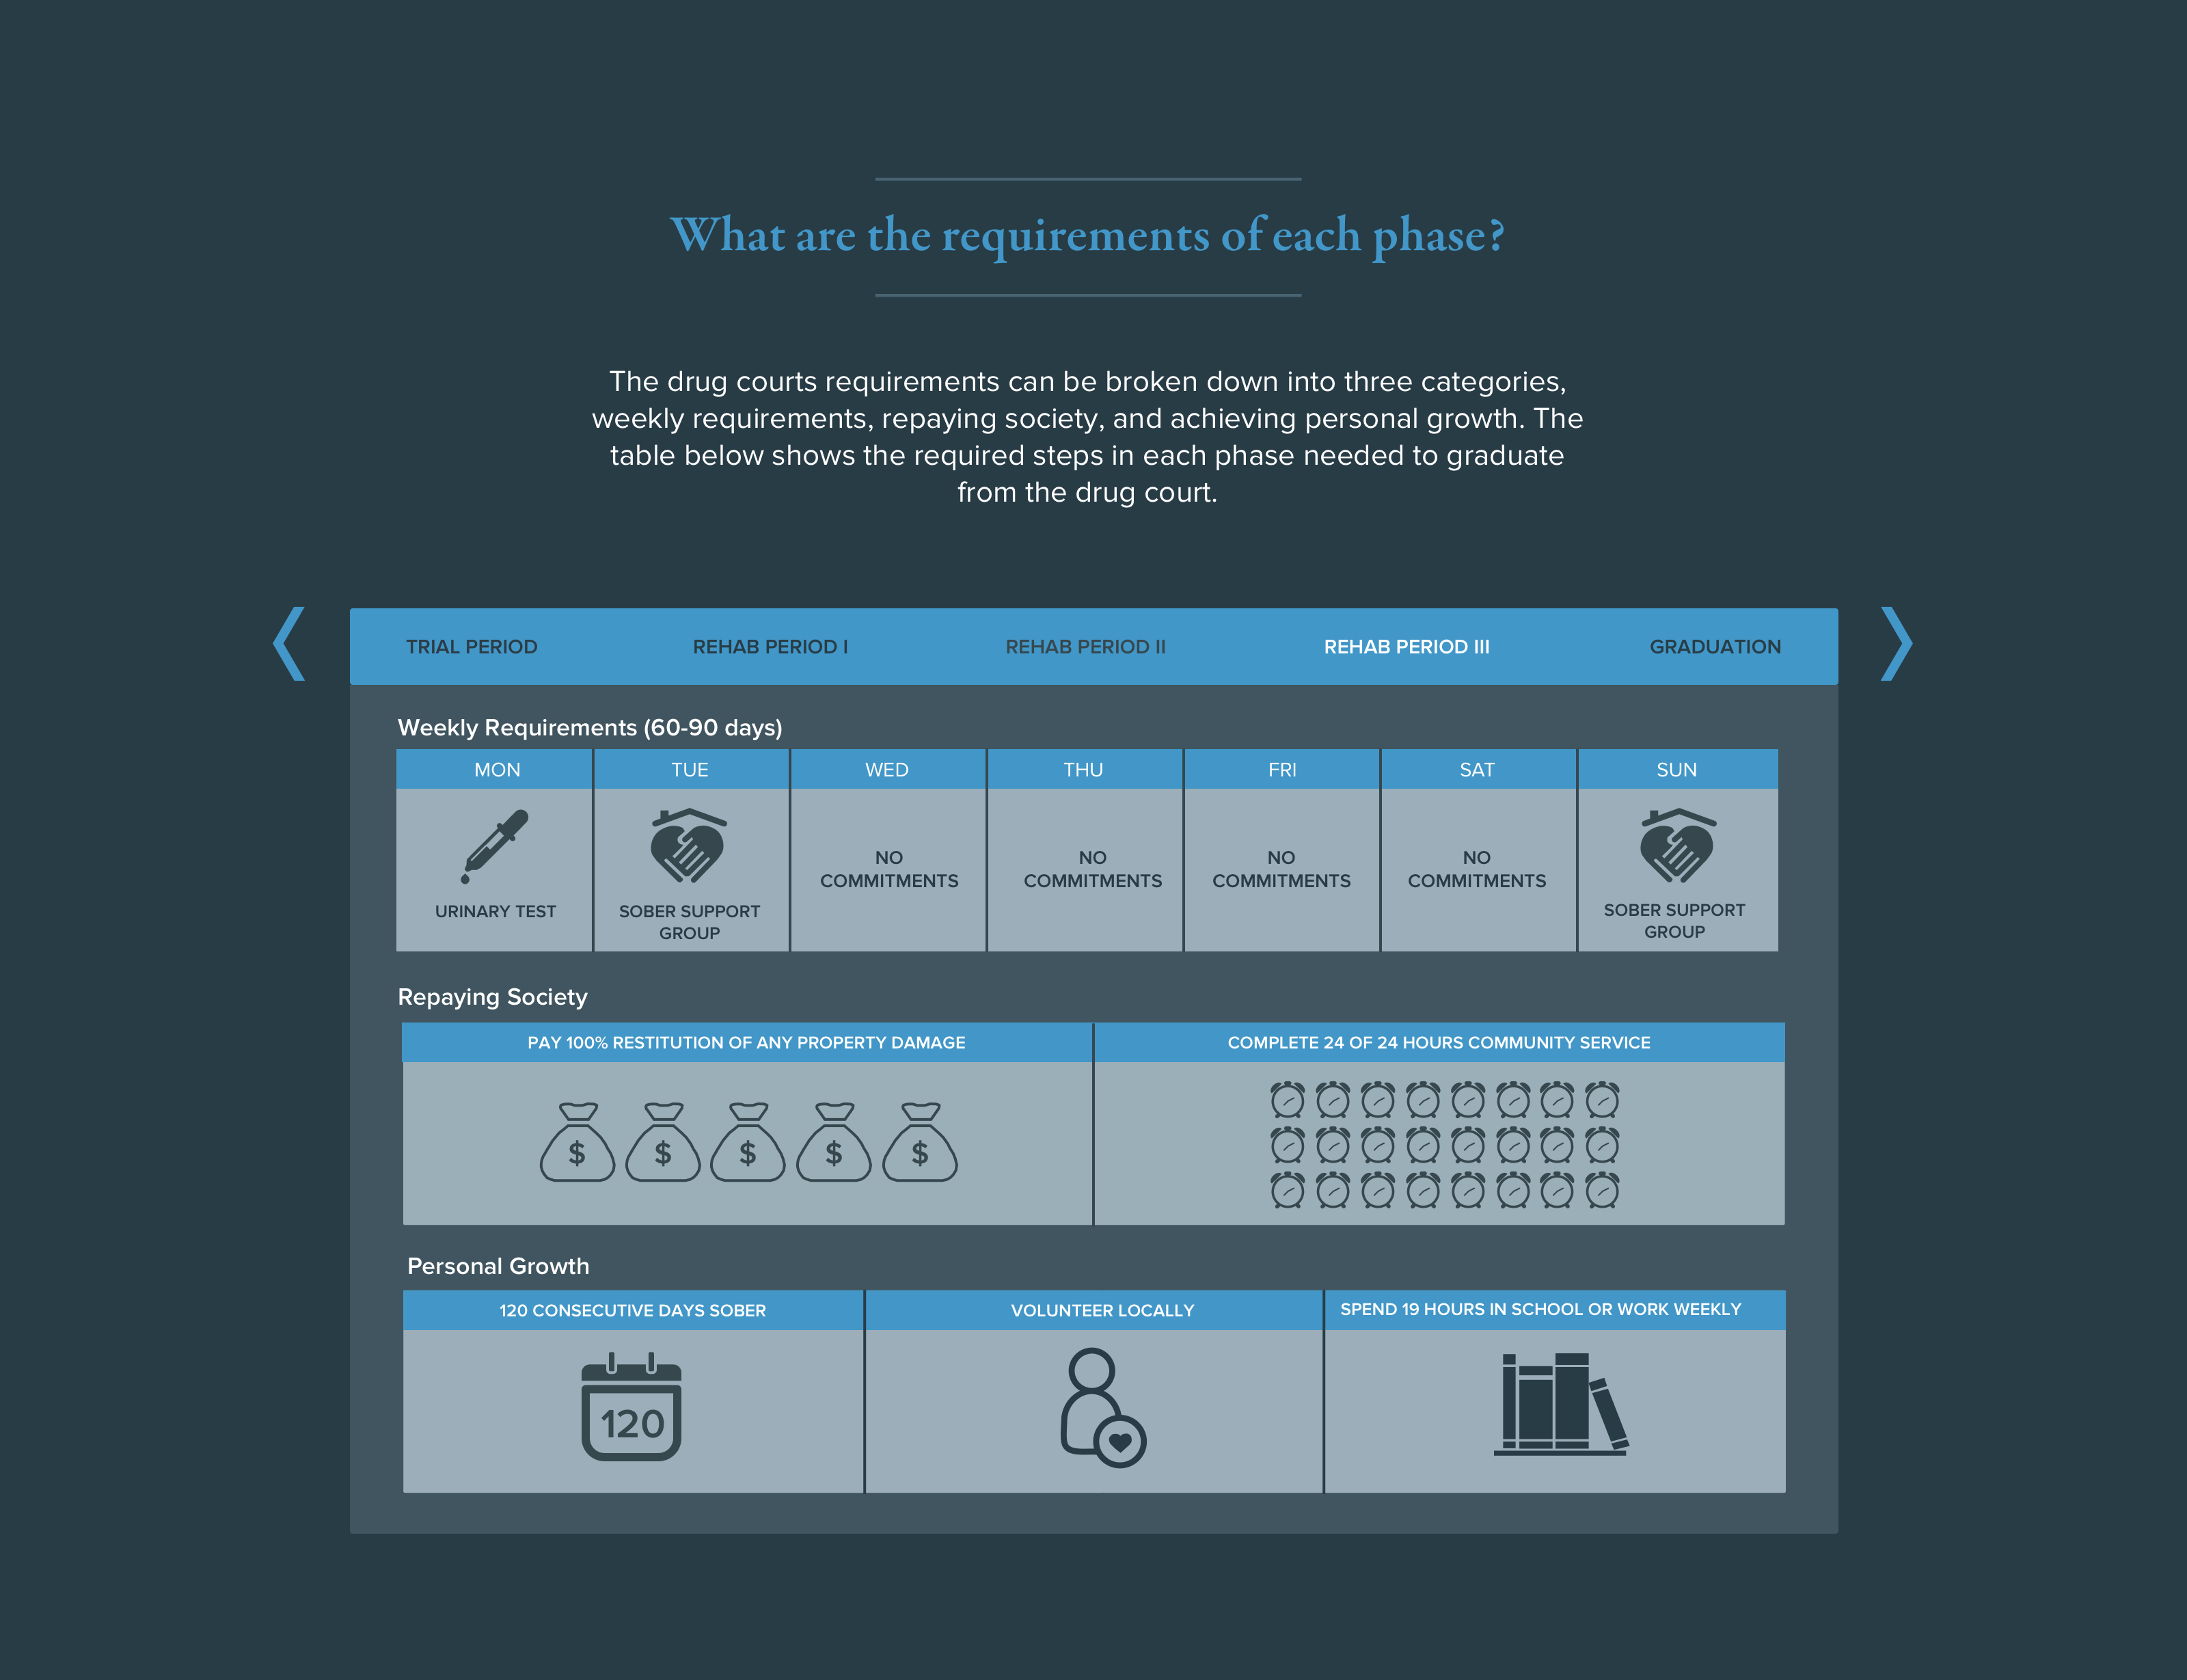 What are the requirements of each phase?
The drug courts requirements can be broken down into three categories,
weekly requirements, repaying society, and achieving personal growth. The
table below shows the required steps in each phase needed to graduate
from the drug court.
TRIAL PERIOD REHAB PERIOD I REHAB PERIOD II REHAB PERIOD III GRADUATION
Weekly Requirements (60-90 days)
MON TUE WED THU FRI SAT SUN
URINARY TEST
SOBER SUPPORT
GROUP
NO
COMMITMENTS
NO
COMMITMENTS
NO
COMMITMENTS
NO
COMMITMENTS
SOBER SUPPORT
GROUP
Repaying Society
PAY 100% RESTITUTION OF ANY PROPERTY DAMAGE
COMPLETE 24 OF 24 HOURS COMMUNITY SERVICE
$ $ $ $ $
Personal Growth
120 CONSECUTIVE DAYS SOBER
VOLUNTEER LOCALLY
SPEND 19 HOURS IN SCHOOL OR WORK WEEKLY
120